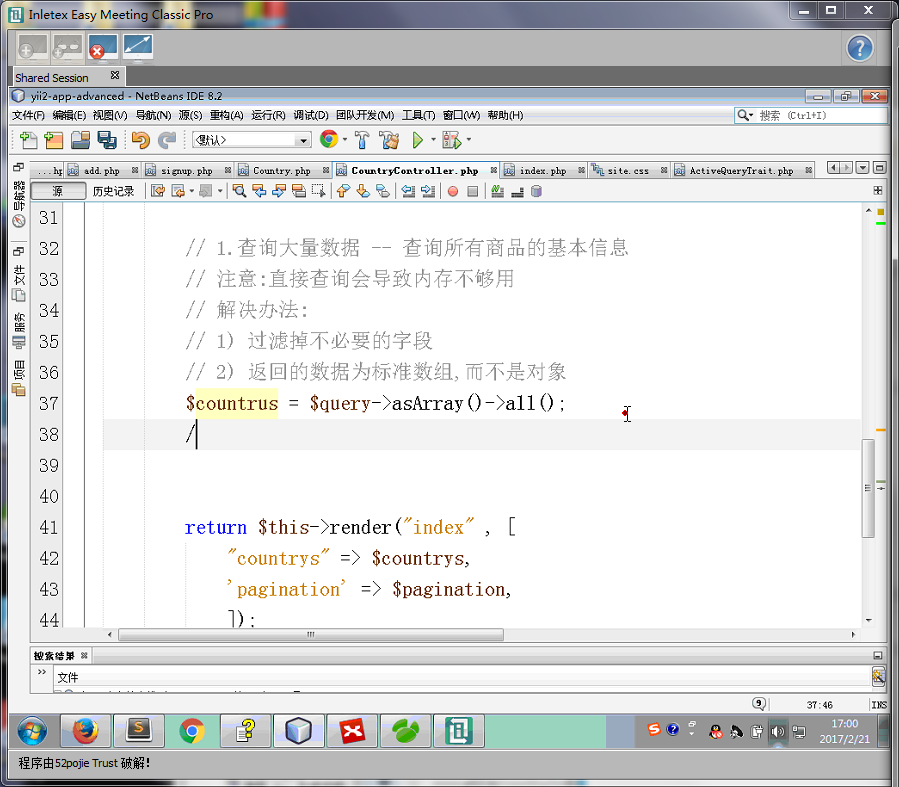 Inletex Easy Meeting Classic Pro
Shared Session
yii2-app-advanced - NetBeans IDE 8.2
文件(F) 编辑(E) 视图(V) 导航(N) 源(S) 重构(A) 运行(R) 调试(D) 团队开发(M) 工具(T) 窗口(W) 帮助(H)
搜索 (Ctrl+I)
<默认>
add.php signup.php Country.php CountryController.php index.php site.css ActiveQueryTrait.php
源 历史记录
31
32 // 1.查询大量数据 -- 查询所有商品的基本信息
33 // 注意:直接查询会导致内存不够用
34 // 解决办法:
35 // 1) 过滤掉不必要的字段
36 // 2) 返回的数据为标准数组,而不是对象
37 $countrus = $query->asArray()->all();
38 /
39
40
41 return $this->render("index" , [
42 "countrys" => $countrys,
43 'pagination' => $pagination,
44 ]);
文件
服务
项目
搜索结果
文件
37:46 INS
17:00
2017/2/21
程序由52pojie Trust 破解!